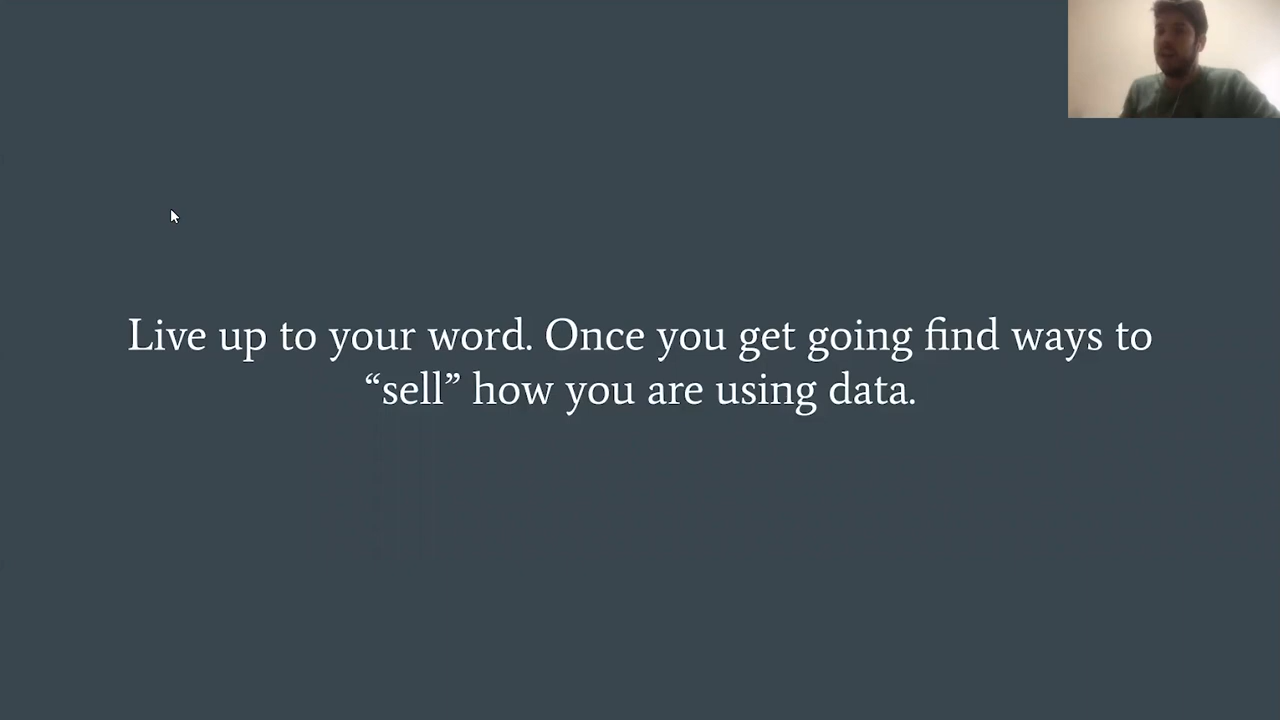 Live up to your word. Once you get going find ways to
“sell” how you are using data.